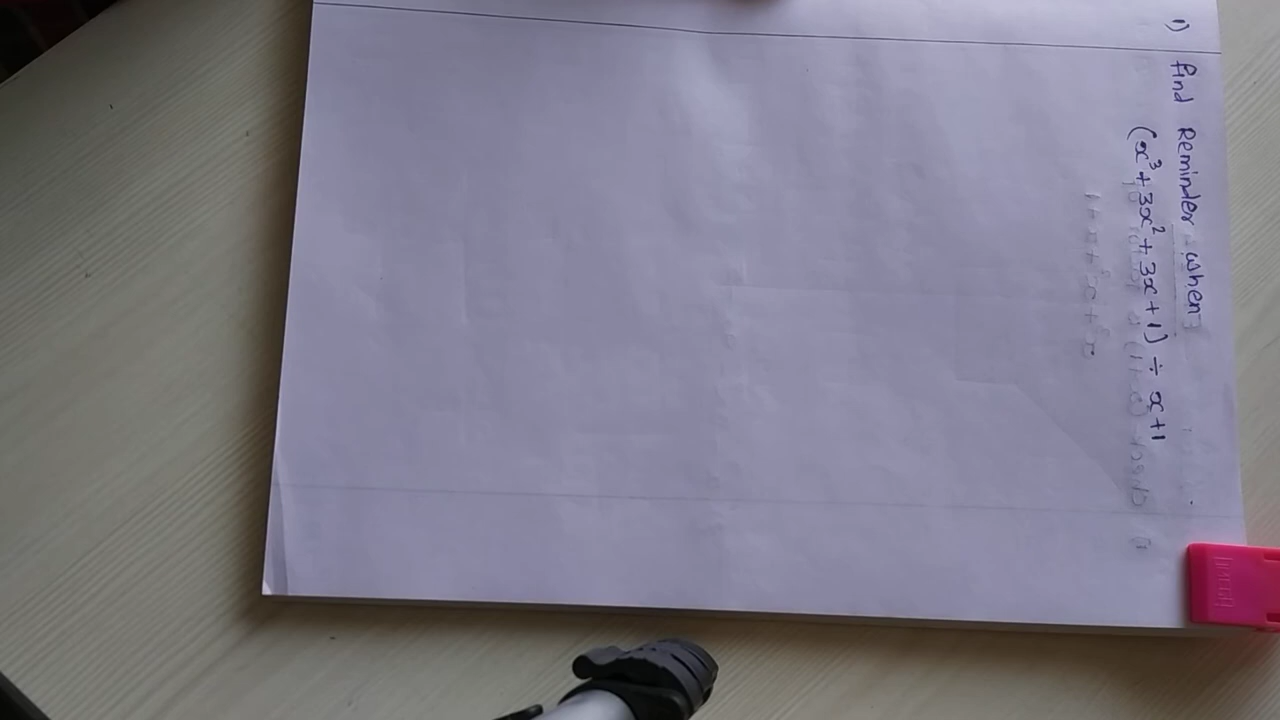 1) find Reminder when
(x³ + 3x² + 3x + 1) ÷ x+1